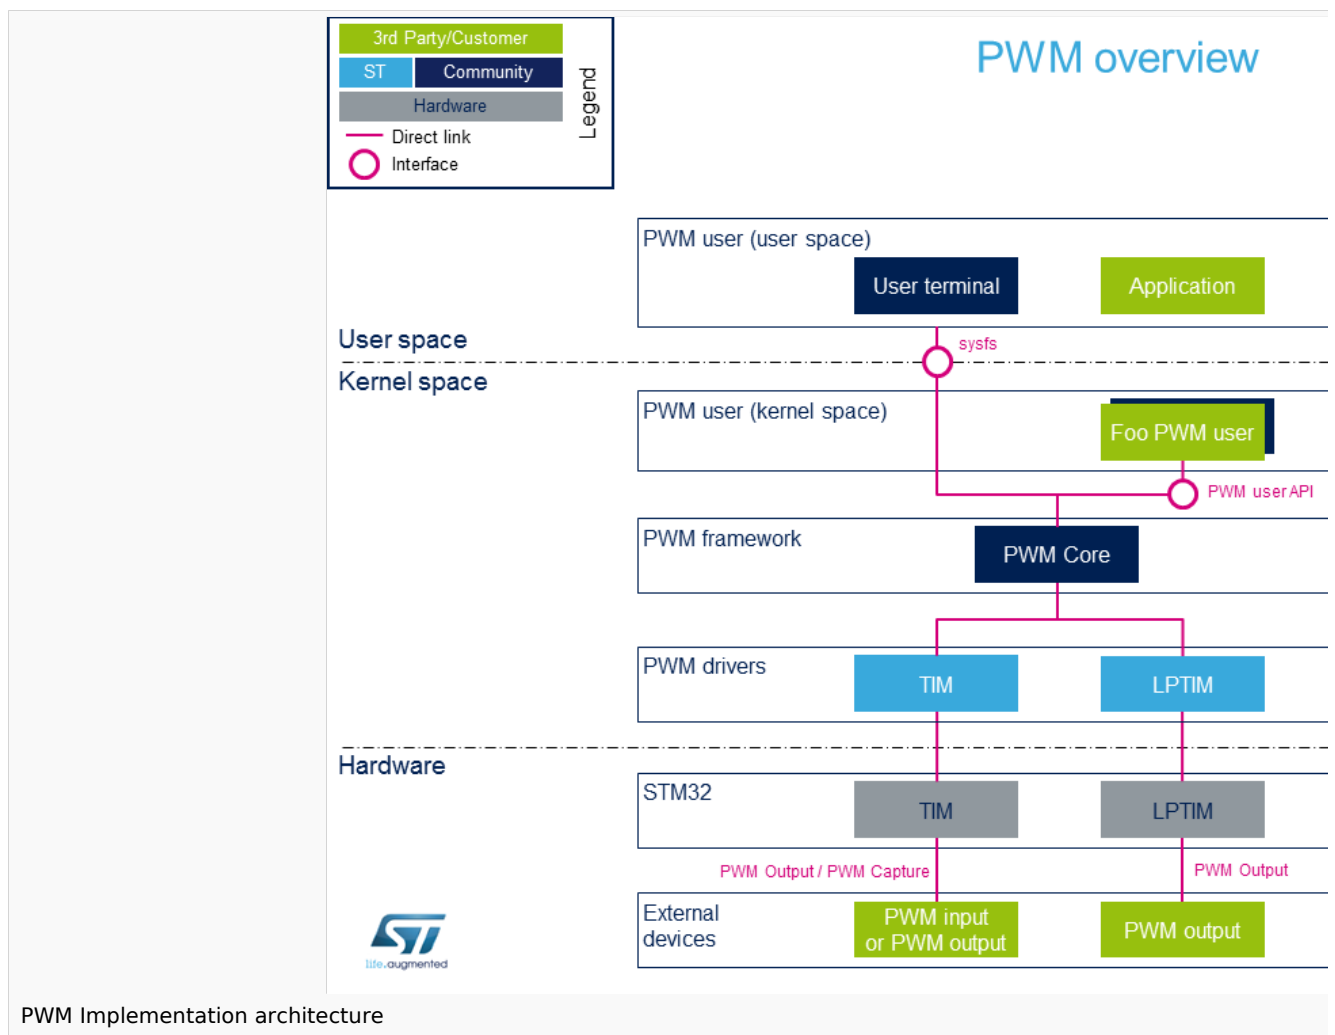 3rd Party/Customer
ST
Community
Hardware
Direct link
Interface
Legend
PWM overview
PWM user (user space)
User terminal
Application
User space
sysfs
Kernel space
PWM user (kernel space)
Foo PWM user
PWM user API
PWM framework
PWM Core
PWM drivers
TIM
LPTIM
Hardware
STM32
TIM
LPTIM
PWM Output / PWM Capture
PWM Output
External
devices
PWM input
or PWM output
PWM output
ST
life.augmented
PWM Implementation architecture